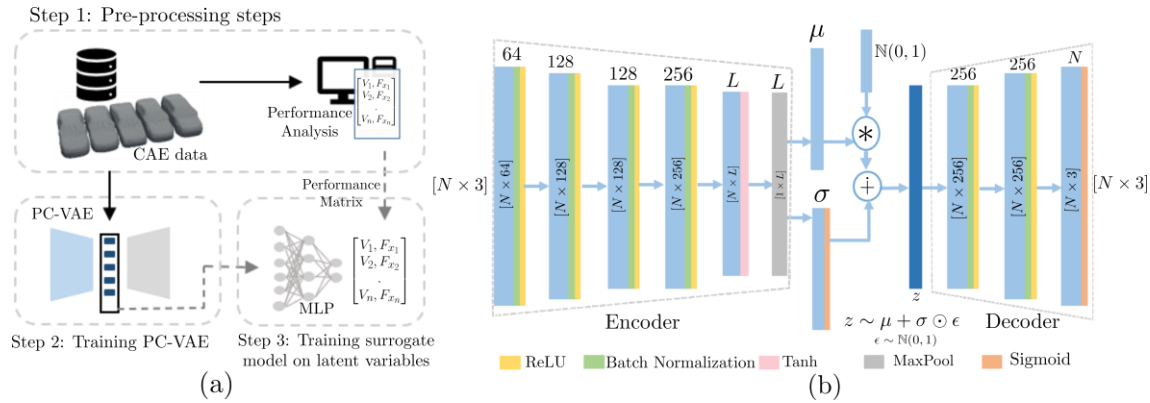 Step 1: Pre-processing steps
CAE data
Performance
Analysis
[V₁, Fₓ₁
V₂, Fₓ₂
.
Vₙ, Fₓₙ]
Performance
Matrix
PC-VAE
MLP
[V₁, Fₓ₁
V₂, Fₓ₂
.
Vₙ, Fₓₙ]
Step 2: Training PC-VAE
Step 3: Training surrogate
model on latent variables
(a)
[N × 3]
64
[N × 64]
128
[N × 128]
128
[N × 128]
256
[N × 256]
L
[N × L]
L
[1 × L]
Encoder
μ
σ
ℕ(0, 1)
*
+
z
z ∼ μ + σ ⊙ ϵ
ϵ ∼ ℕ(0, 1)
256
[N × 256]
256
[N × 256]
N
[N × 3]
[N × 3]
Decoder
ReLU
Batch Normalization
Tanh
MaxPool
Sigmoid
(b)